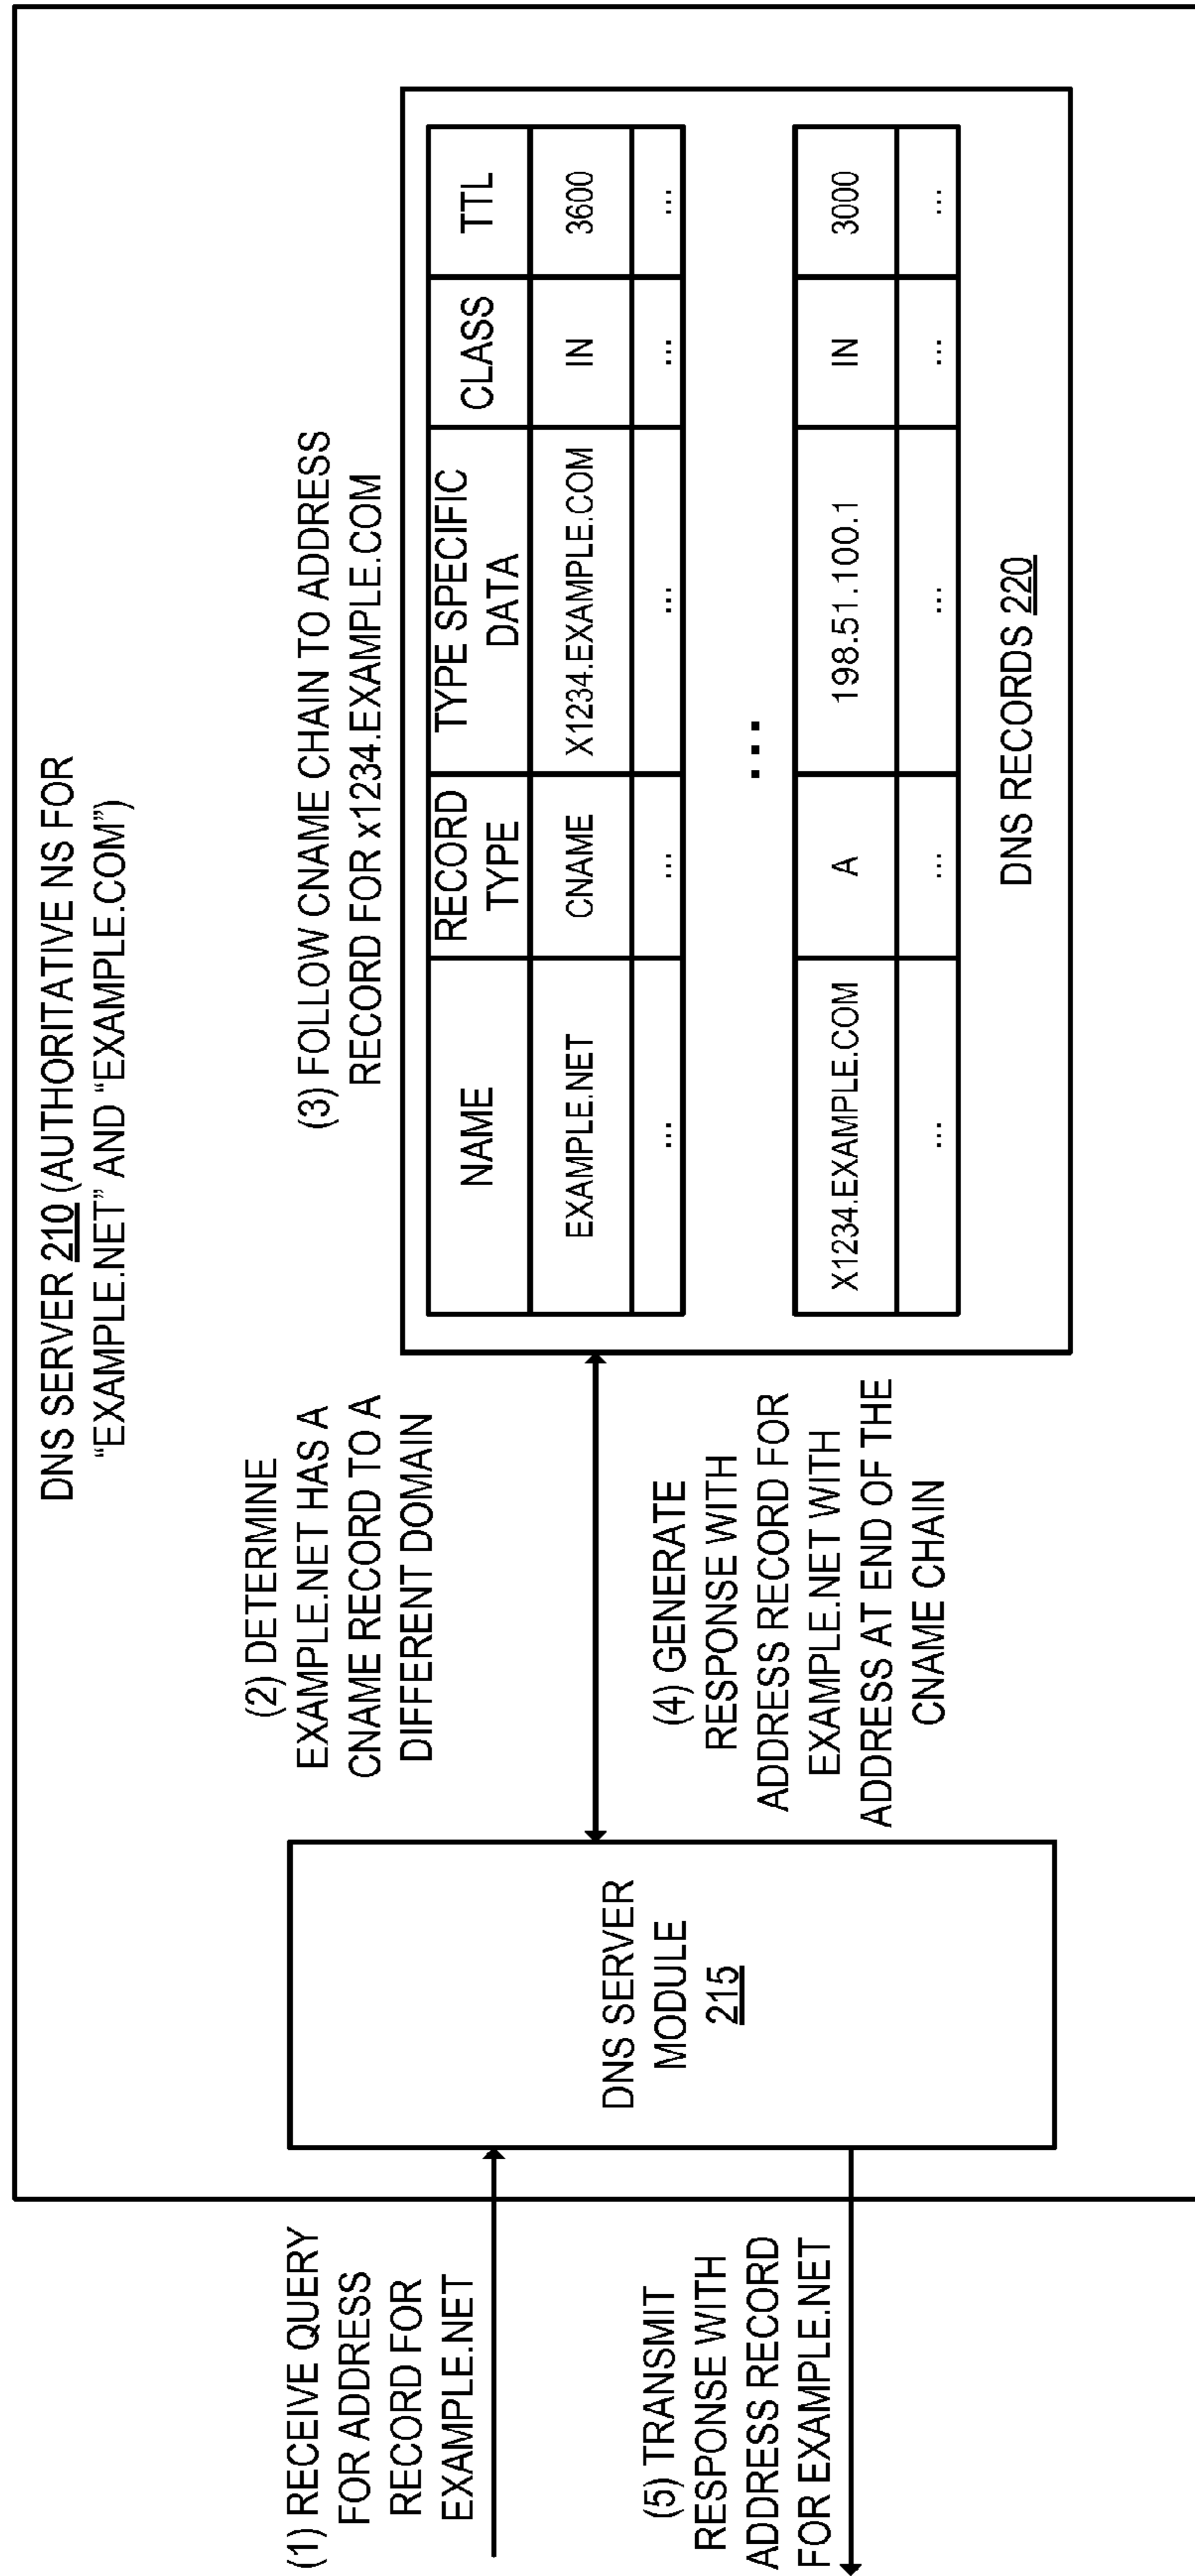 DNS SERVER 210 (AUTHORITATIVE NS FOR
“EXAMPLE.NET” AND “EXAMPLE.COM”)
(1) RECEIVE QUERY
FOR ADDRESS
RECORD FOR
EXAMPLE.NET
(5) TRANSMIT
RESPONSE WITH
ADDRESS RECORD
FOR EXAMPLE.NET
DNS SERVER
MODULE
215
(2) DETERMINE
EXAMPLE.NET HAS A
CNAME RECORD TO A
DIFFERENT DOMAIN
(4) GENERATE
RESPONSE WITH
ADDRESS RECORD FOR
EXAMPLE.NET WITH
ADDRESS AT END OF THE
CNAME CHAIN
(3) FOLLOW CNAME CHAIN TO ADDRESS
RECORD FOR x1234.EXAMPLE.COM
NAME RECORD TYPE TYPE SPECIFIC DATA CLASS TTL
EXAMPLE.NET CNAME X1234.EXAMPLE.COM IN 3600
... ... ... ... ...
...
X1234.EXAMPLE.COM A 198.51.100.1 IN 3000
... ... ... ... ...
DNS RECORDS 220